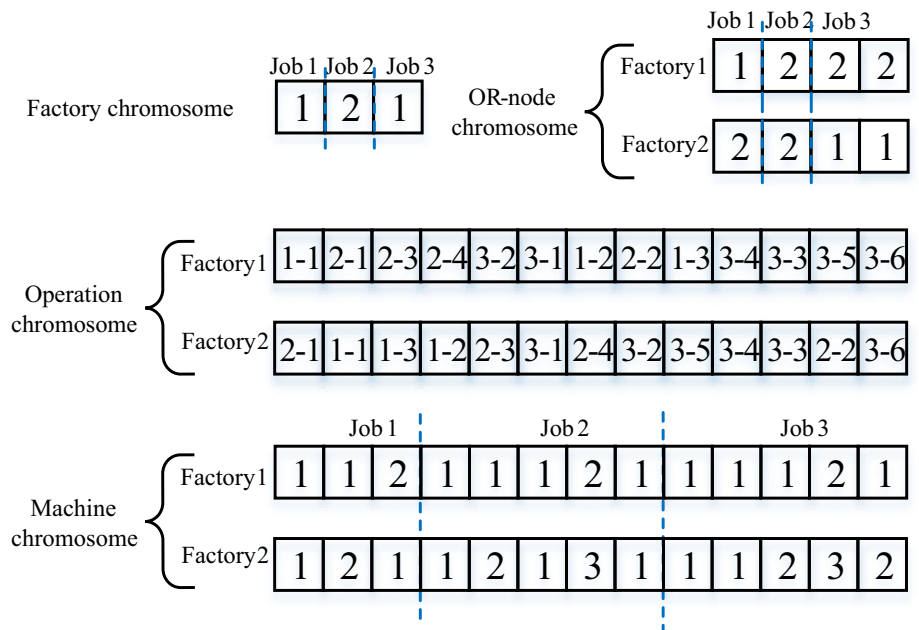 Job 1 Job 2 Job 3
Factory chromosome
1 2 1
Job 1 Job 2 Job 3
OR-node
chromosome
Factory1
1 2 2 2
Factory2
2 2 1 1
Operation
chromosome
Factory1
1-1 2-1 2-3 2-4 3-2 3-1 1-2 2-2 1-3 3-4 3-3 3-5 3-6
Factory2
2-1 1-1 1-3 1-2 2-3 3-1 2-4 3-2 3-5 3-4 3-3 2-2 3-6
Job 1 Job 2 Job 3
Machine
chromosome
Factory1
1 1 2 1 1 1 2 1 1 1 1 2 1
Factory2
1 2 1 1 2 1 3 1 1 1 2 3 2